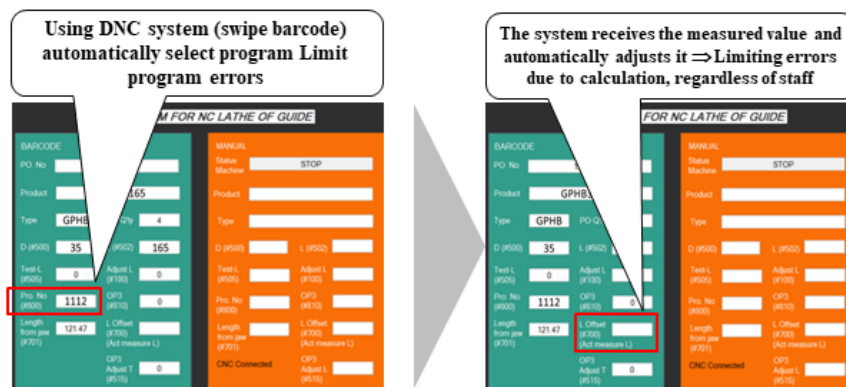 Using DNC system (swipe barcode)
automatically select program Limit
program errors
The system receives the measured value and
automatically adjusts it ⇒Limiting errors
due to calculation, regardless of staff
M FOR NC LATHE OF GUIDE
BARCODE
PO. No
Product 165
Type GPHB Q'ty 4
D (#500) 35 (#502) 165
Test-L
(#505) 0 Adjust L
(#100) 0
Pro. No
(#800) 1112 OP3
(#810) 0
Length
from jaw
(#701) 121.47 L Offset
(#700)
(Act measure L)
OP3
Adjust T
(#515) 0
MANUAL
Status
Machine STOP
Product
Type
D (#500) L (#502)
Test-L
(#505) Adjust L
(#100)
Pro. No
(#800) OP3
(#810)
Length
from jaw
(#701) L Offset
(#700)
(Act measure L)
CNC Connected OP3
Adjust L
(#515)
FOR NC LATHE OF GUIDE
BARCODE
PO. No
Product GPHB
Type GPHB PO Q'
D (#500) 35 L (#502)
Test-L
(#505) 0 Adjust L
(#100)
Pro. No
(#800) 1112 OP3
(#810) 0
Length
from jaw
(#701) 121.47 L Offset
(#700)
(Act measure L)
OP3
Adjust T
(#515) 0
MANUAL
Status
Machine STOP
Product
Type
D (#500) L (#502)
Test-L
(#505) Adjust L
(#100)
Pro. No
(#800) OP3
(#810)
Length
from jaw
(#701) L Offset
(#700)
(Act measure L)
CNC Connected OP3
Adjust L
(#515)